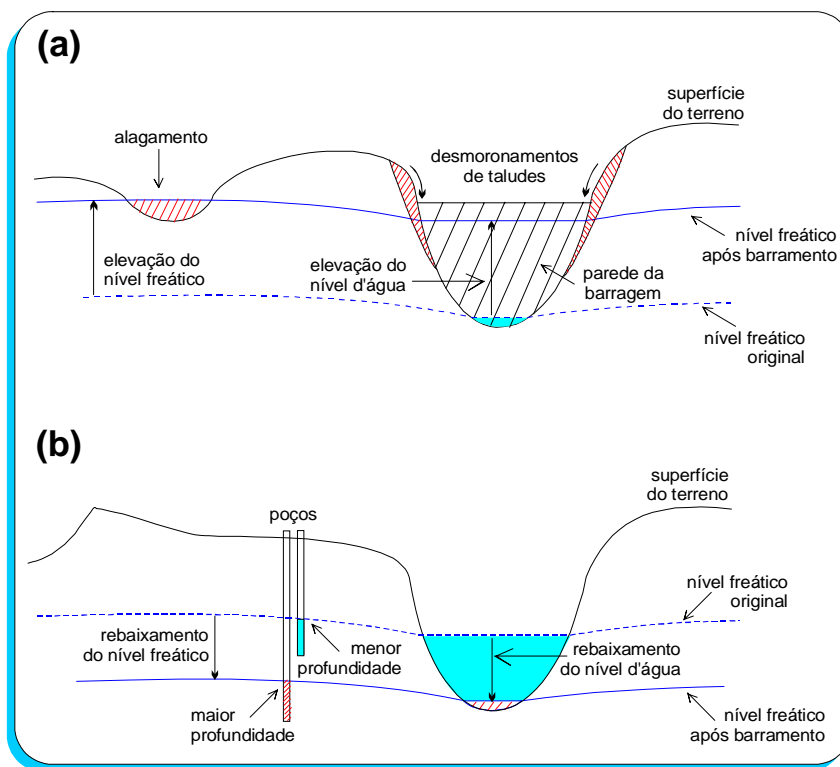 (a)
superfície
do terreno
alagamento
desmoronamentos
de taludes
elevação do
nível freático
elevação do
nível d'água
parede da
barragem
nível freático
após barramento
nível freático
original
(b)
superfície
do terreno
poços
nível freático
original
rebaixamento
do nível freático
menor
profundidade
rebaixamento
do nível d'água
maior
profundidade
nível freático
após barramento